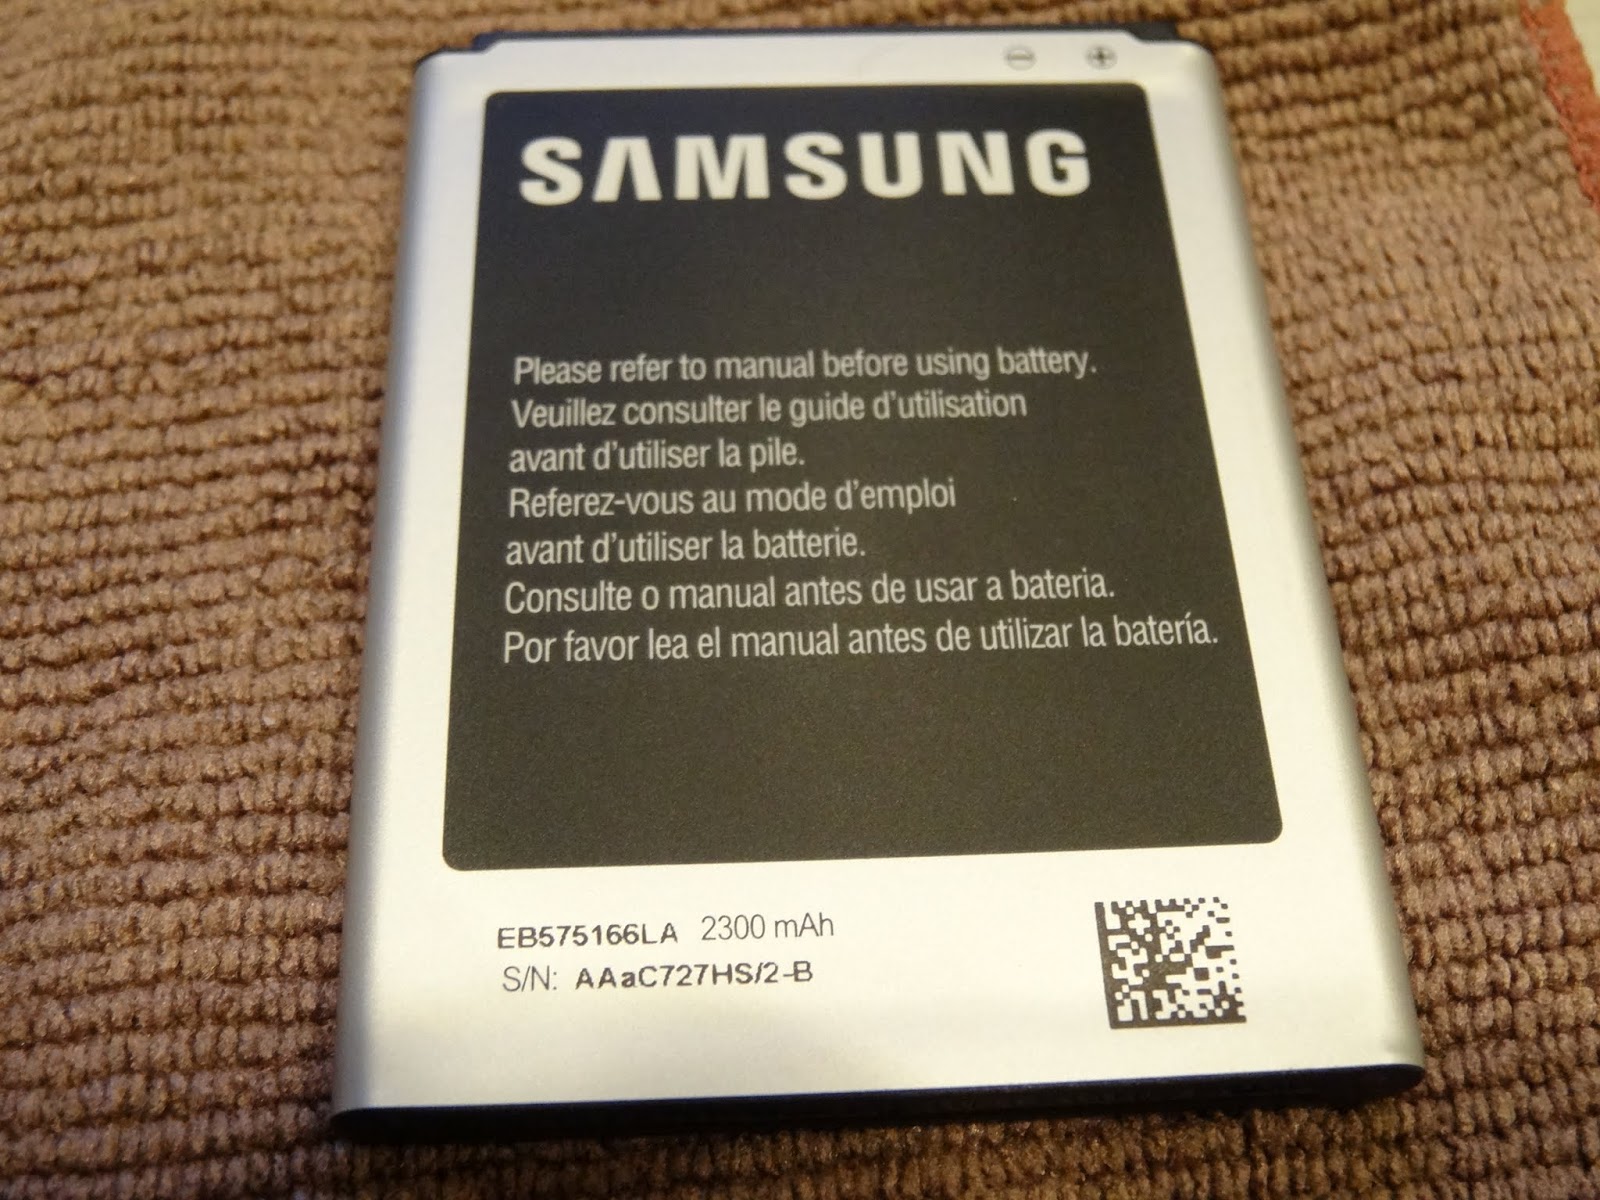 SAMSUNG
Please refer to manual before using battery.
Veuillez consulter le guide d'utilisation
avant d'utiliser la pile.
Referez-vous au mode d'emploi
avant d'utiliser la batterie.
Consulte o manual antes de usar a bateria.
Por favor lea el manual antes de utilizar la batería.
EB575166LA 2300 mAh
S/N: AAaC727HS/2-B